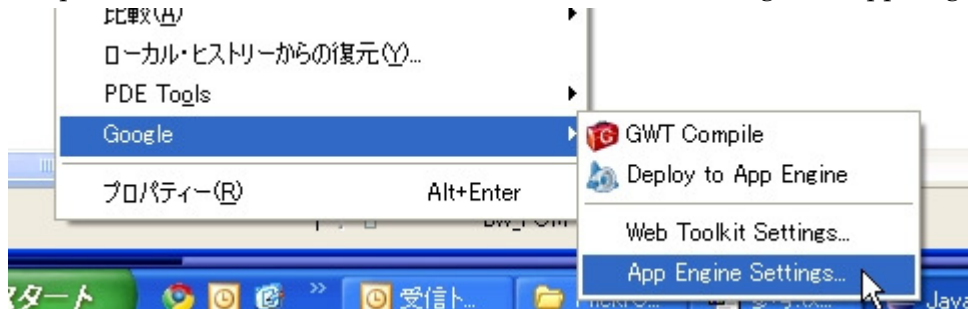 比較(A)
ローカル・ヒストリーからの復元(Y)...
PDE Tools
Google
GWT Compile
Deploy to App Engine
プロパティー(R) Alt+Enter
Web Toolkit Settings...
App Engine Settings...
スタート
受信ト...
Java